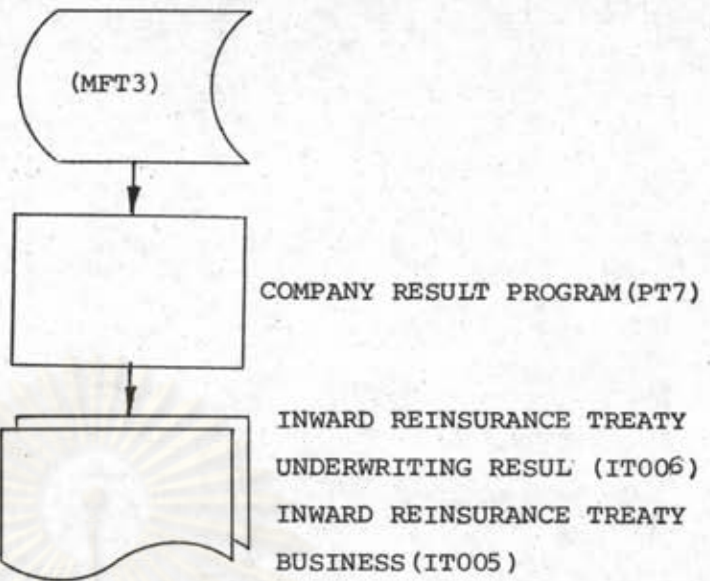 (MFT3)
COMPANY RESULT PROGRAM(PT7)
INWARD REINSURANCE TREATY
UNDERWRITING RESUL (IT006)
INWARD REINSURANCE TREATY
BUSINESS(IT005)